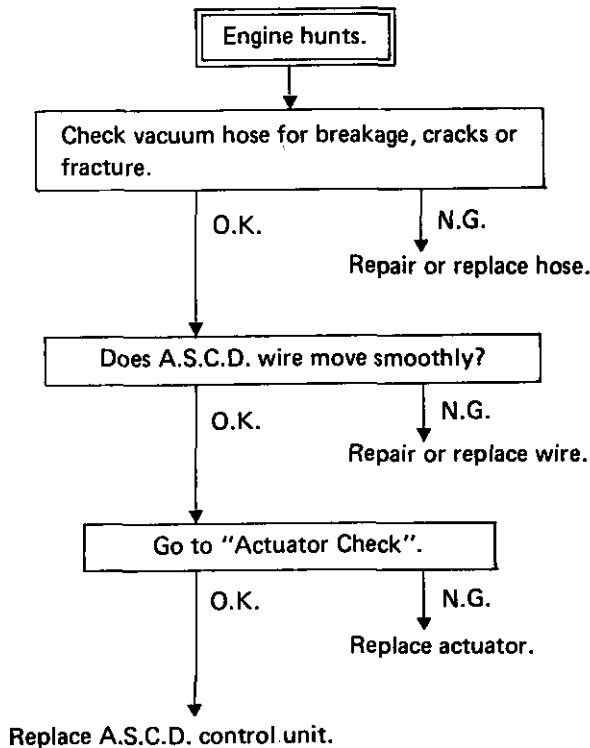 Engine hunts.
Check vacuum hose for breakage, cracks or
fracture.
O.K.
N.G.
Repair or replace hose.
Does A.S.C.D. wire move smoothly?
O.K.
N.G.
Repair or replace wire.
Go to "Actuator Check".
O.K.
N.G.
Replace actuator.
Replace A.S.C.D. control unit.